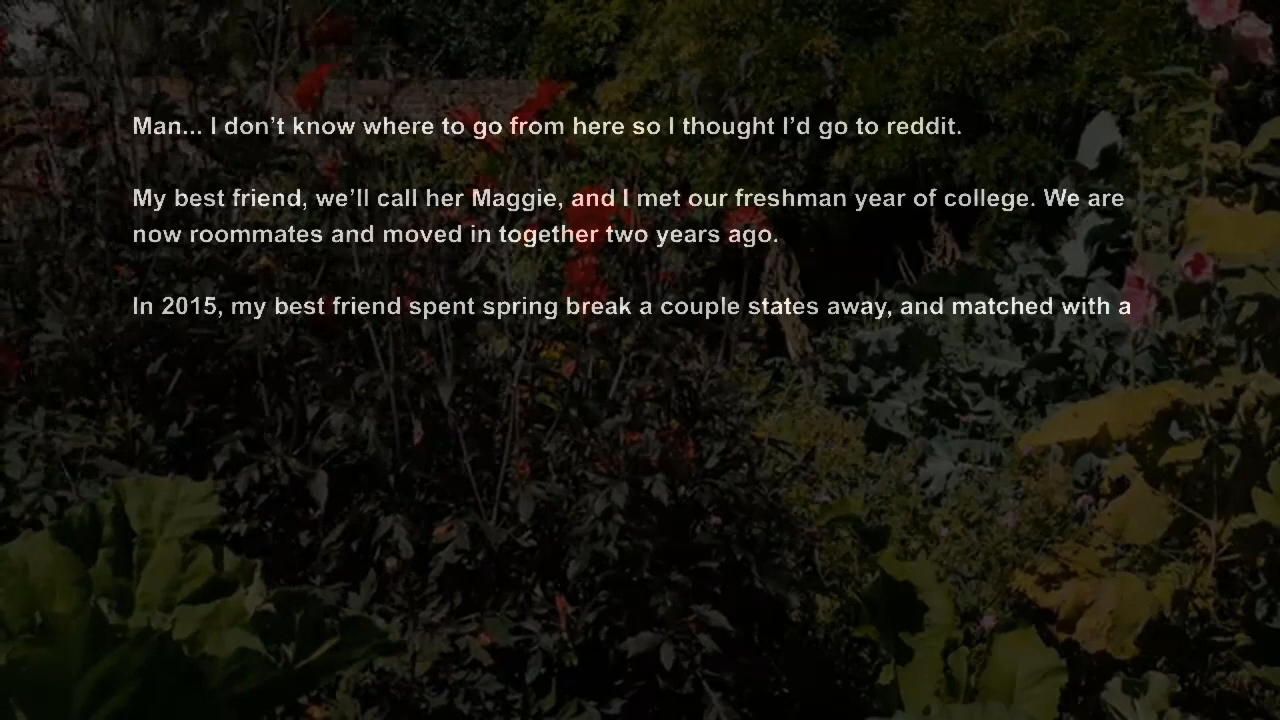 Man... I don’t know where to go from here so I thought I’d go to reddit.
My best friend, we’ll call her Maggie, and I met our freshman year of college. We are
now roommates and moved in together two years ago.
In 2015, my best friend spent spring break a couple states away, and matched with a